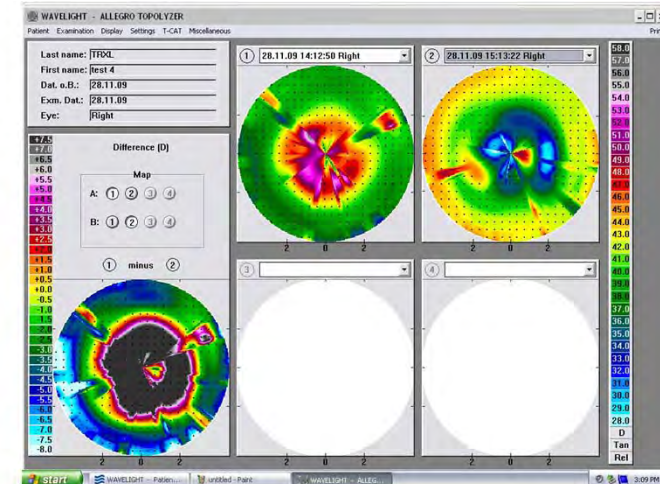 WAVELIGHT - ALLEGRO TOPOLYZER
Patient Examination Display Settings T-CAT Miscellaneous
Last name: TRXL
First name: test 4
Dat. o.B.: 28.11.09
Exm. Dat.: 28.11.09
Eye: Right
1 28.11.09 14:12:50 Right
2 28.11.09 15:13:22 Right
Difference (D)
Map
A: 1 2 3 4
B: 1 2 3 4
1 minus 2
+7.5
+7.0
+6.5
+6.0
+5.5
+5.0
+4.5
+4.0
+3.5
+3.0
+2.5
+1.5
+1.0
+0.5
+0.0
-0.5
-1.0
-1.5
-2.0
-2.5
-3.0
-3.5
-4.0
-4.5
-5.0
-5.5
-6.0
-6.5
-7.0
-7.5
-8.0
2 0 2
2 0 2
2 0 2
3
4
2 0 2
2 0 2
58.0
57.0
56.0
55.0
54.0
53.0
52.0
51.0
50.0
49.0
48.0
46.0
45.0
44.0
43.0
42.0
41.0
40.0
39.0
38.0
37.0
36.0
35.0
34.0
33.0
32.0
31.0
30.0
29.0
28.0
D
Tan
Rel
start
WAVELIGHT - Patien...
untitled - Paint
WAVELIGHT - ALLEG...
3:09 PM